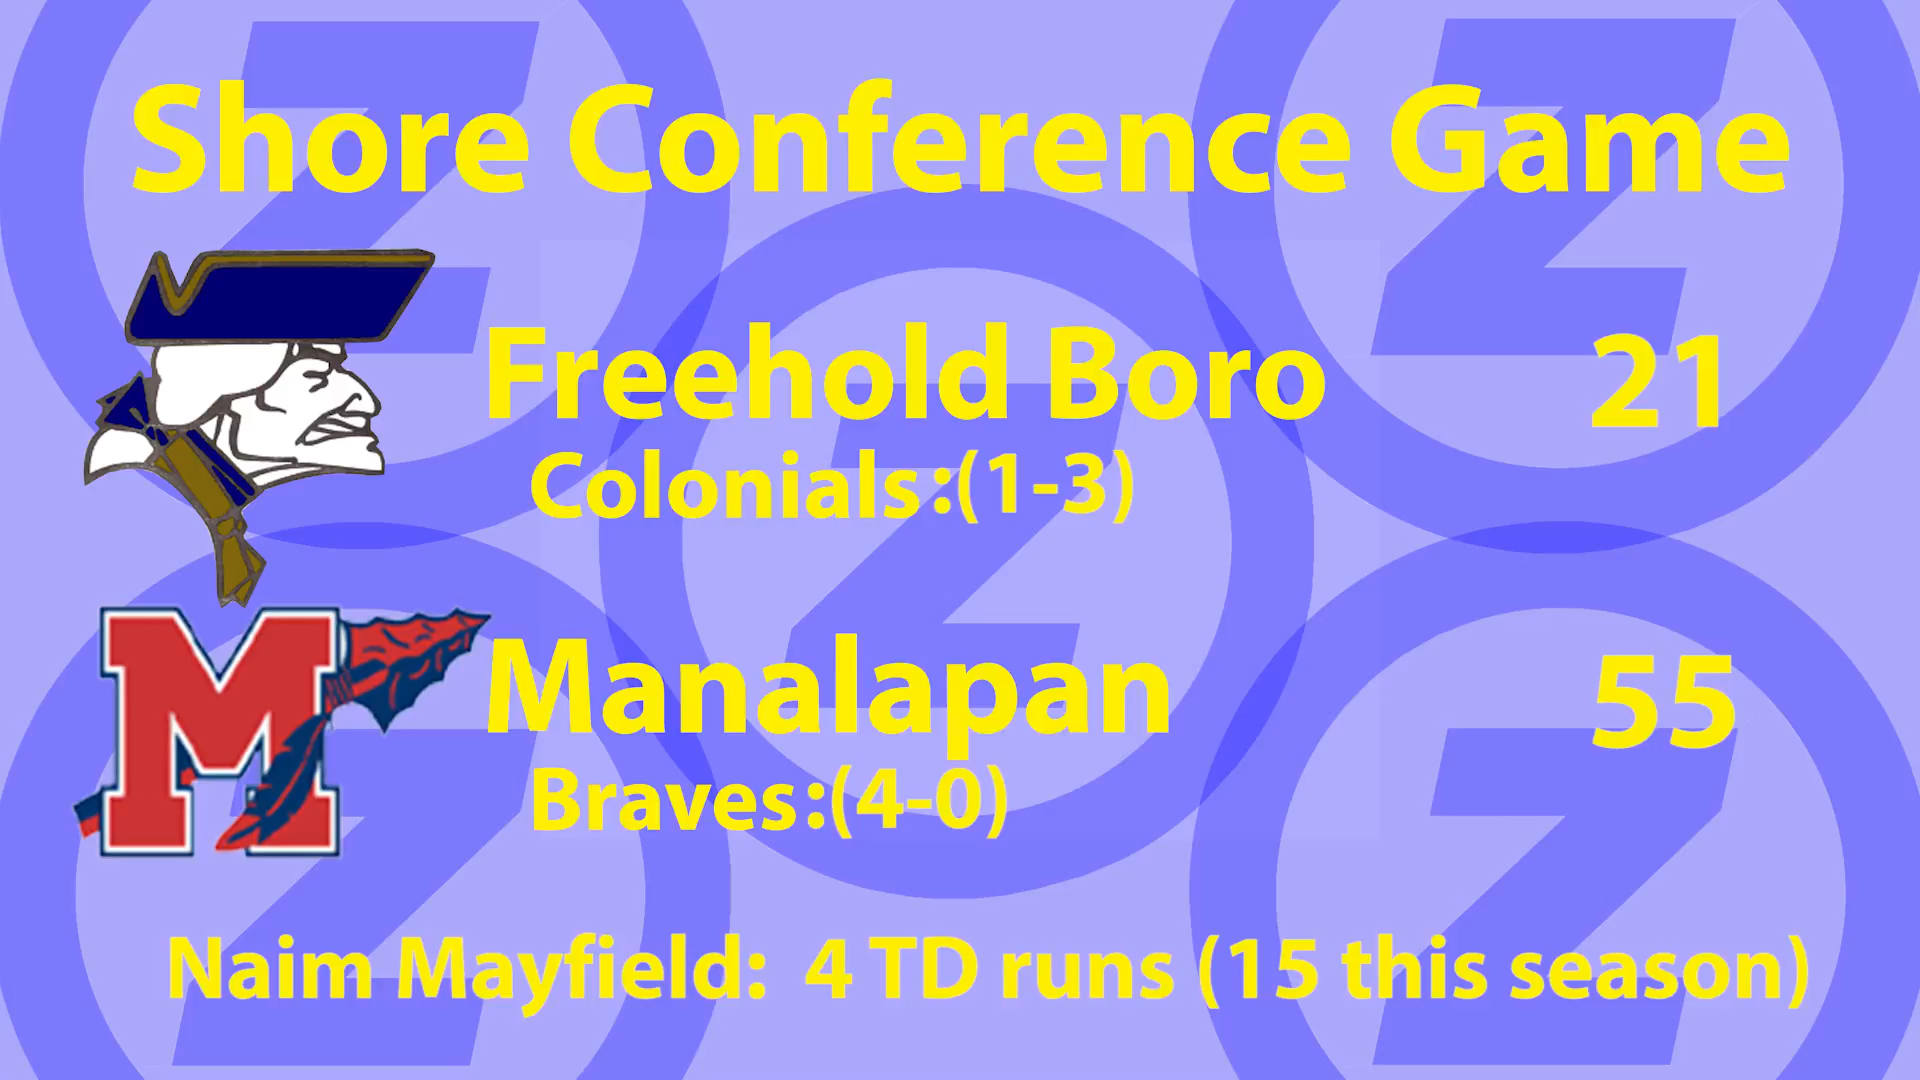 Shore Conference Game
Freehold Boro 21
Colonials:(1-3)
M
Manalapan 55
Braves:(4-0)
Naim Mayfield: 4 TD runs (15 this season)